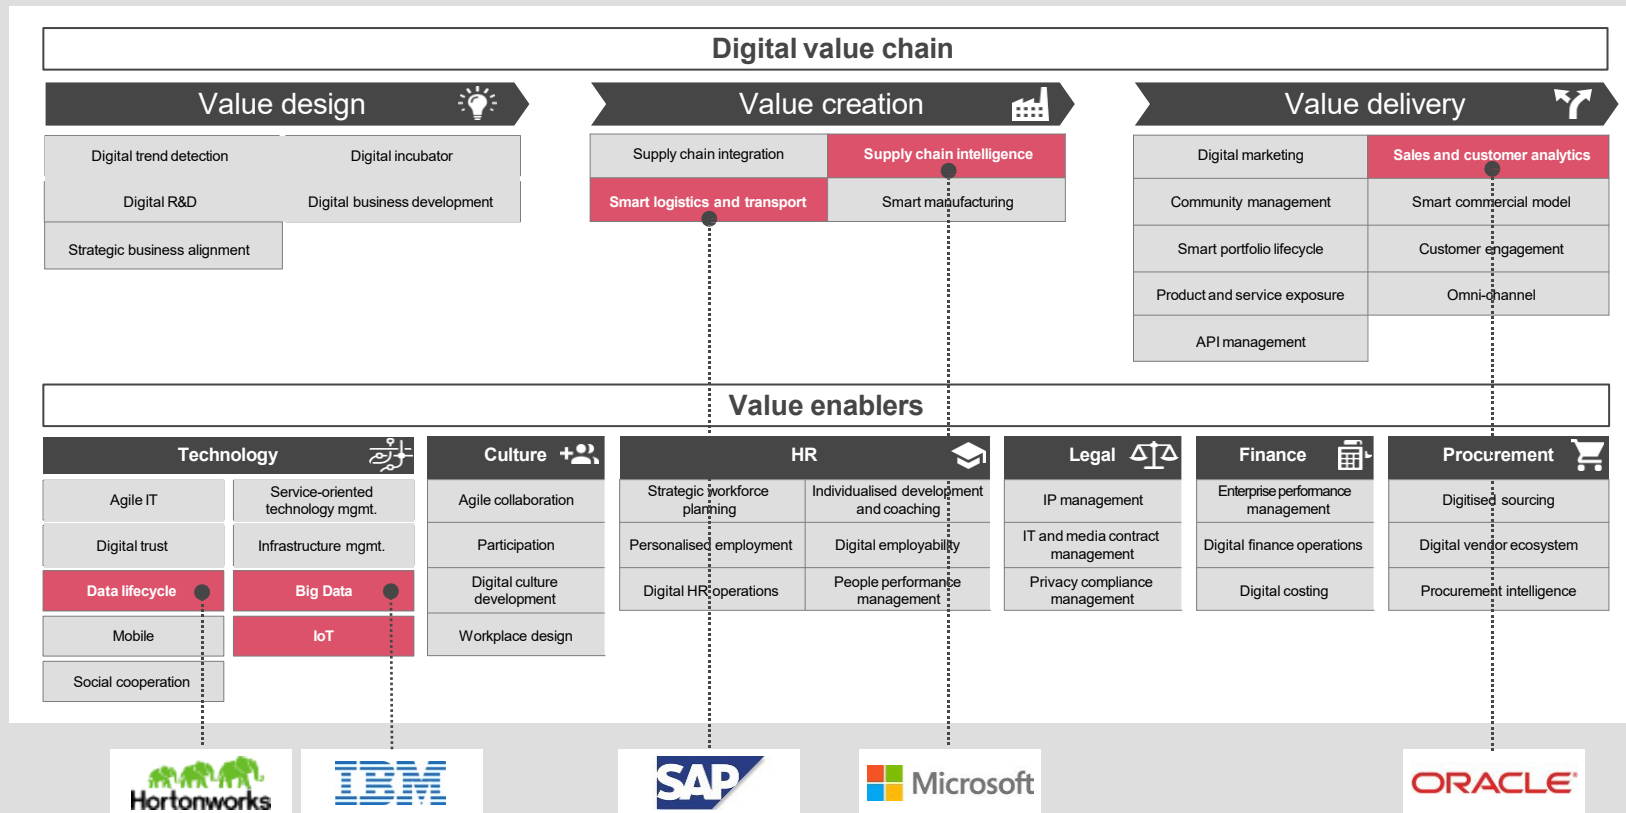 Digital value chain
Value design
Value creation
Value delivery
Digital trend detection
Digital incubator
Digital R&D
Digital business development
Strategic business alignment
Supply chain integration
Supply chain intelligence
Smart logistics and transport
Smart manufacturing
Digital marketing
Sales and customer analytics
Community management
Smart commercial model
Smart portfolio lifecycle
Customer engagement
Product and service exposure
Omni-channel
API management
Value enablers
Technology
Agile IT
Service-oriented
technology mgmt.
Digital trust
Infrastructure mgmt.
Data lifecycle
Big Data
Mobile
IoT
Social cooperation
Culture
Agile collaboration
Participation
Digital culture
development
Workplace design
HR
Strategic workforce
planning
Individualised development
and coaching
Personalised employment
Digital employability
Digital HR operations
People performance
management
Legal
IP management
IT and media contract
management
Privacy compliance
management
Finance
Enterprise performance
management
Digital finance operations
Digital costing
Procurement
Digitised sourcing
Digital vendor ecosystem
Procurement intelligence
Hortonworks
IBM
SAP
Microsoft
ORACLE